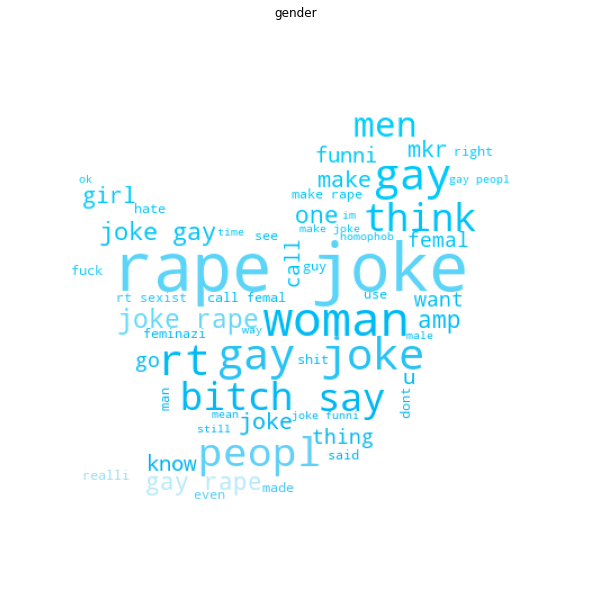 gender
men
funni
mkr
right
ok
make
gay
gay peopl
girl
make rape
hate
one
im
think
joke gay
time
see
make joke
homophob
femal
call
rape joke
fuck
guy
rt sexist
call femal
use
want
joke rape
woman
amp
feminazi
way
male
go
rt
gay joke
shit
u
man
bitch
say
dont
mean
joke
joke funni
still
thing
know
peopl
said
realli
gay rape
made
even